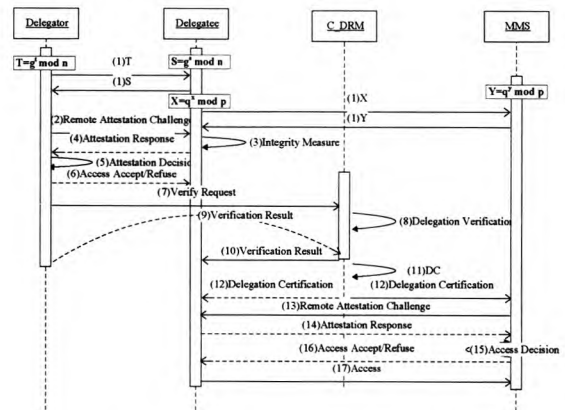 Delegator
Delegatee
C_DRM
MMS
T=g^t mod n
(1)T
S=g^s mod n
(1)S
X=q^x mod p
(1)X
Y=q^y mod p
(1)Y
(2)Remote Attestation Challeng
(4)Attestation Response
(3)Integrity Measure
(5)Attestation Decisio
(6)Access Accept/Refuse
(7)Verify Request
(9)Verification Result
(8)Delegation Verification
(10)Verification Result
(11)DC
(12)Delegation Certification
(12)Delegation Certification
(13)Remote Attestation Challenge
(14)Attestation Response
(16)Access Accept/Refuse
(15)Access Decision
(17)Access